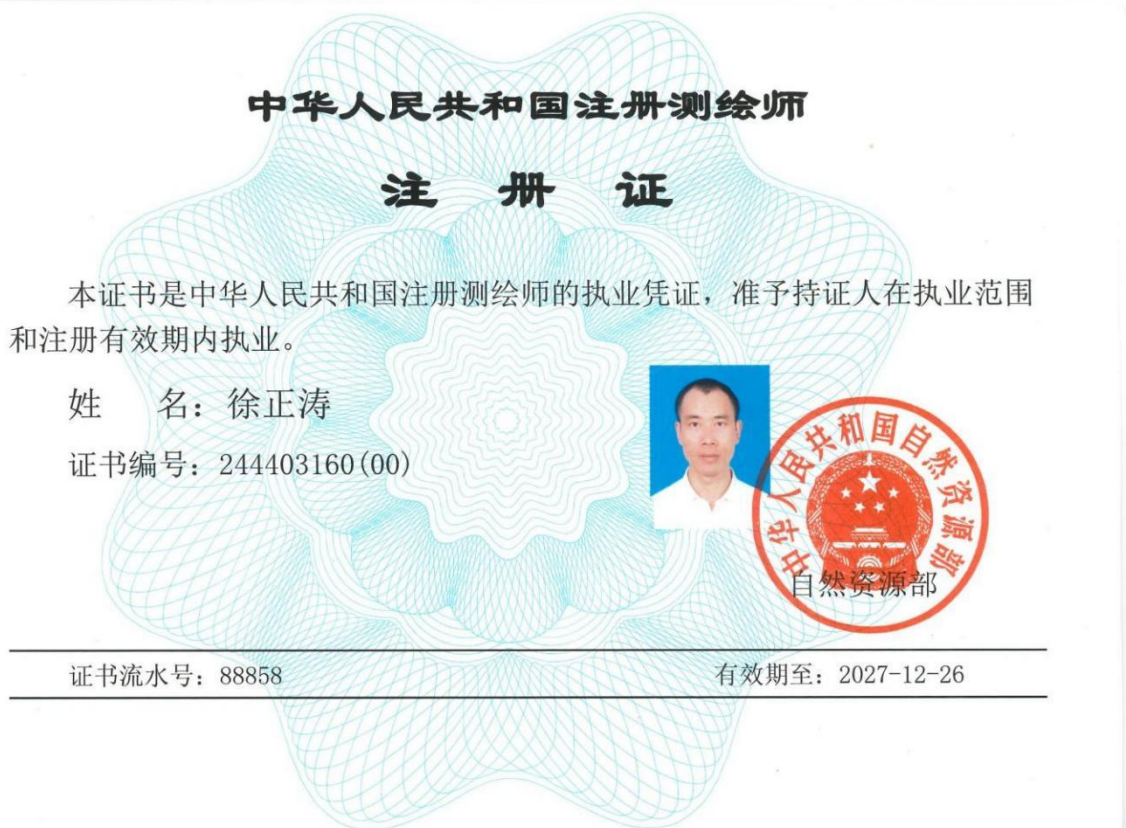 中华人民共和国注册测绘师
注 册 证
本证书是中华人民共和国注册测绘师的执业凭证，准予持证人在执业范围
和注册有效期内执业。
姓 名：徐正涛
证书编号：244403160(00)
中华人民共和国自然资源部
自然资源部
证书流水号：88858
有效期至：2027-12-26